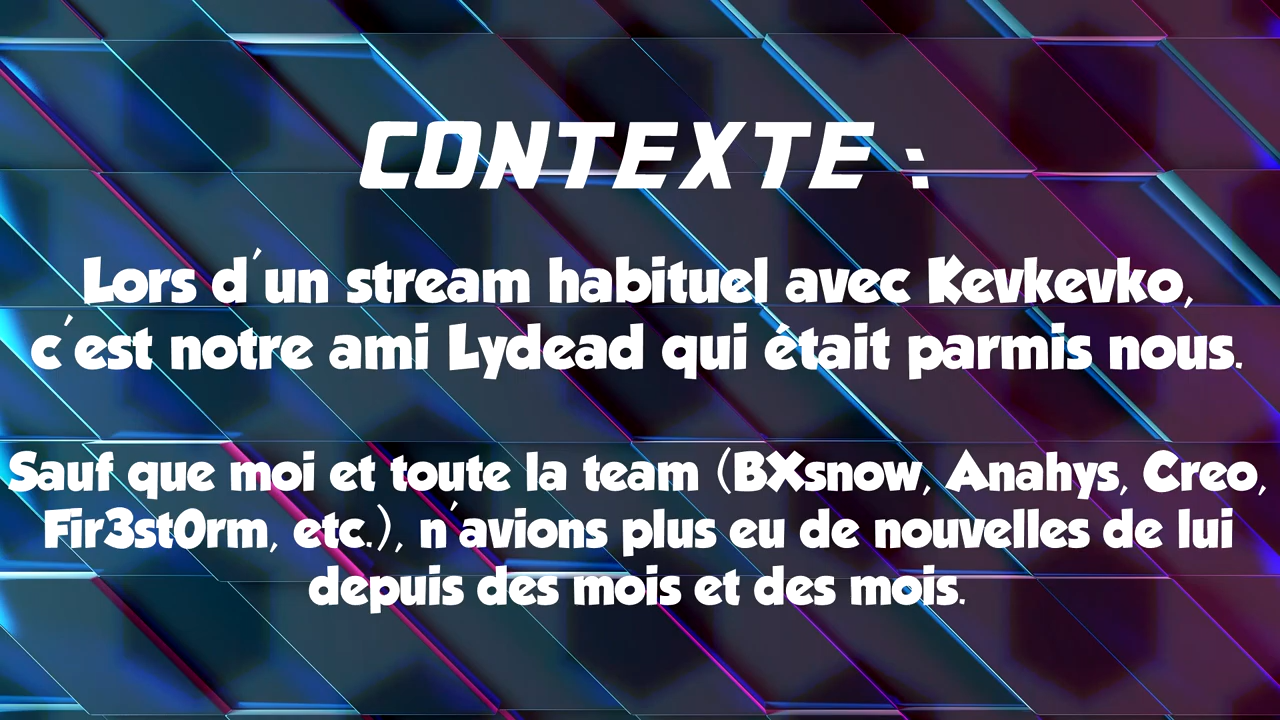 CONTEXTE :
Lors d'un stream habituel avec Kevkevko,
c'est notre ami Lydead qui était parmis nous.
Sauf que moi et toute la team (BXsnow, Anahys, Creo,
Fir3st0rm, etc.), n'avions plus eu de nouvelles de lui
depuis des mois et des mois.